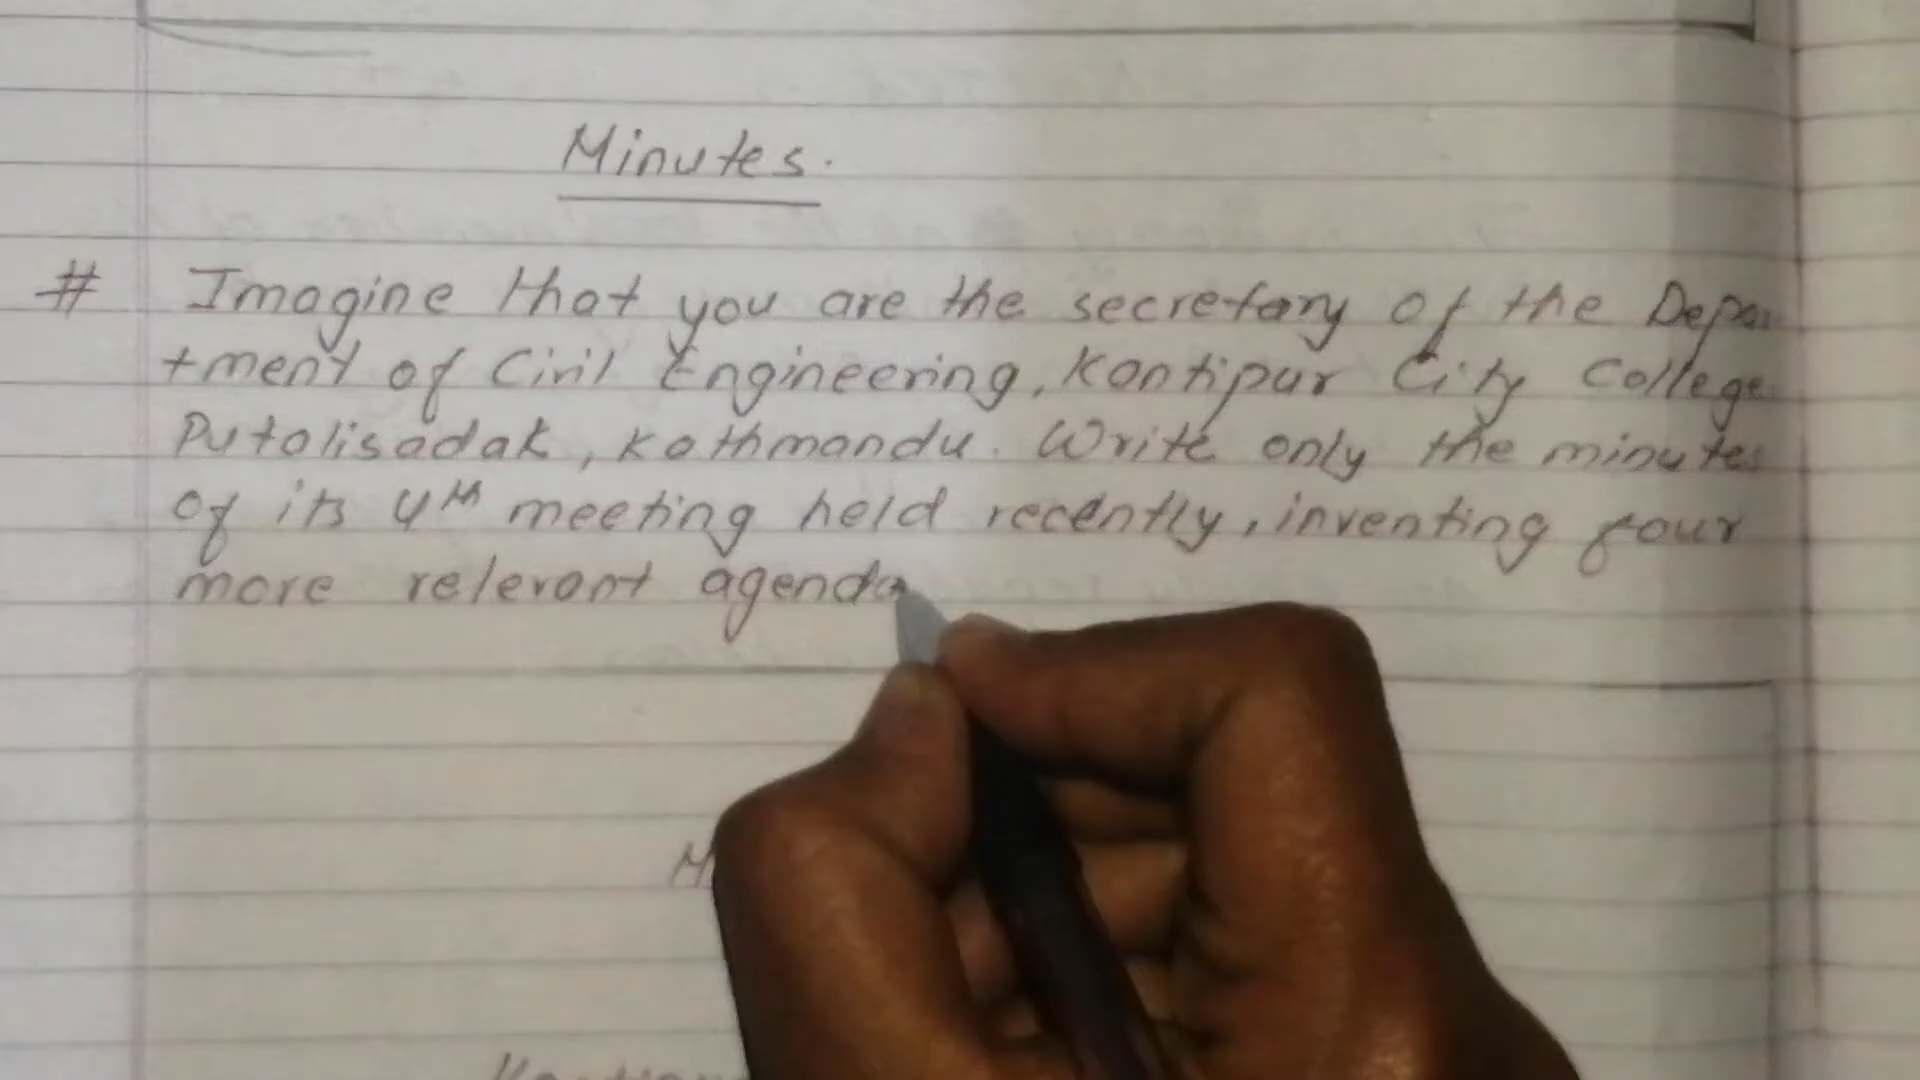 Minutes.
# Imagine that you are the secretary of the Depar
tment of Civil Engineering, Kantipur City College
Putalisadak, Kathmandu. Write only the minutes
of its 4th meeting held recently, inventing four
more relevant agenda
M